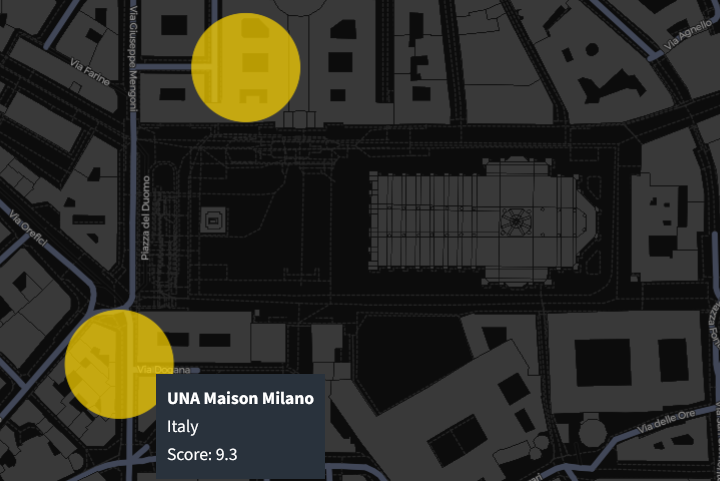 Via Giuseppe Mengoni
Via Agnello
Via Farine
Piazza del Duomo
Via Orefici
Via Dogana
UNA Maison Milano
Italy
Score: 9.3
Via delle Ore